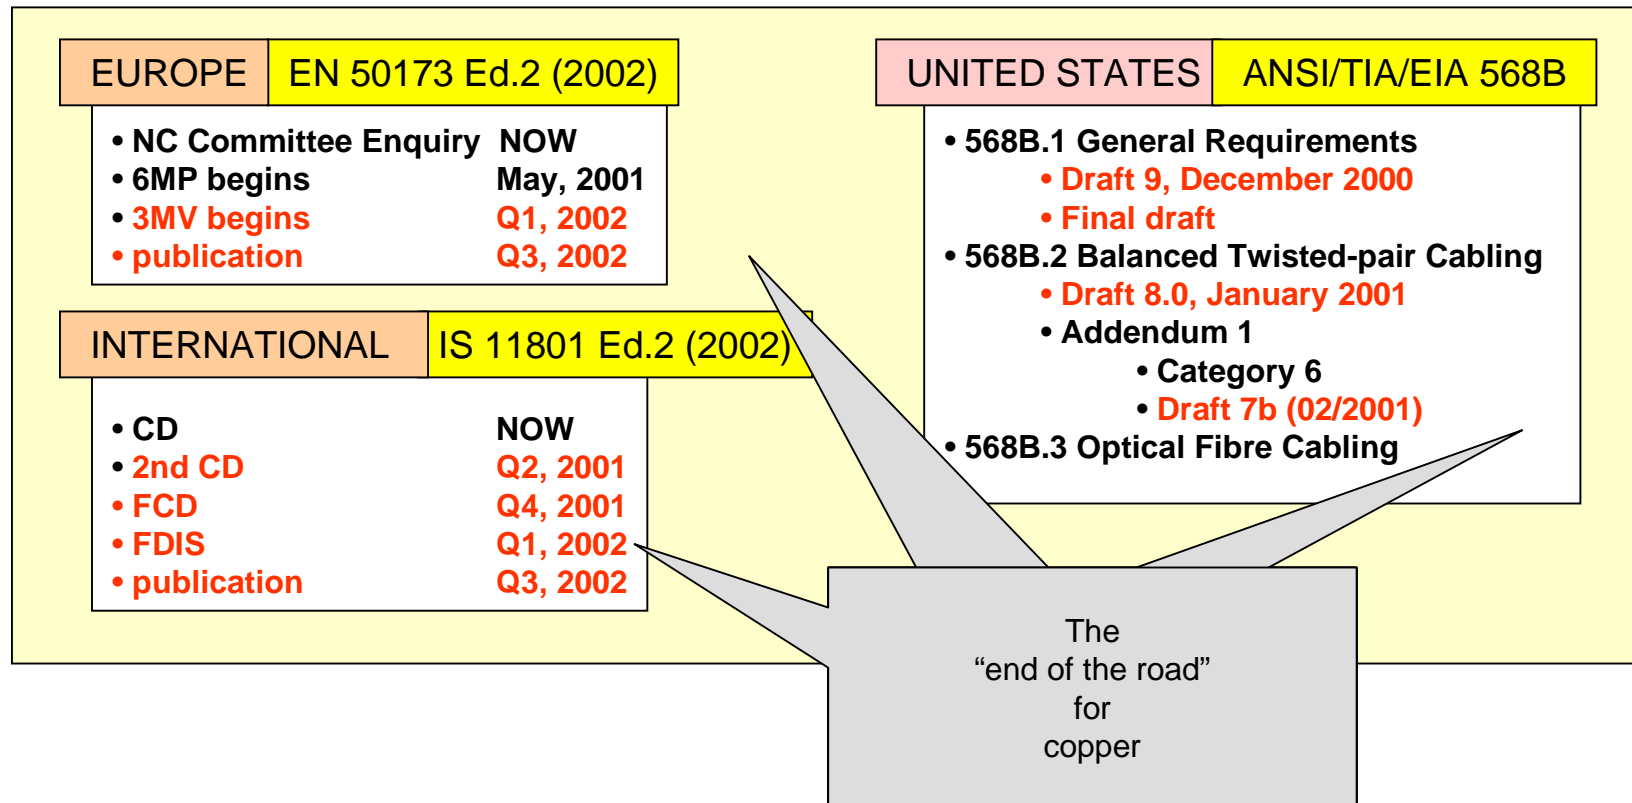 EUROPE EN 50173 Ed.2 (2002)
• NC Committee Enquiry NOW
• 6MP begins May, 2001
• 3MV begins Q1, 2002
• publication Q3, 2002
INTERNATIONAL IS 11801 Ed.2 (2002)
• CD NOW
• 2nd CD Q2, 2001
• FCD Q4, 2001
• FDIS Q1, 2002
• publication Q3, 2002
UNITED STATES ANSI/TIA/EIA 568B
• 568B.1 General Requirements
• Draft 9, December 2000
• Final draft
• 568B.2 Balanced Twisted-pair Cabling
• Draft 8.0, January 2001
• Addendum 1
• Category 6
• Draft 7b (02/2001)
• 568B.3 Optical Fibre Cabling
The
“end of the road”
for
copper